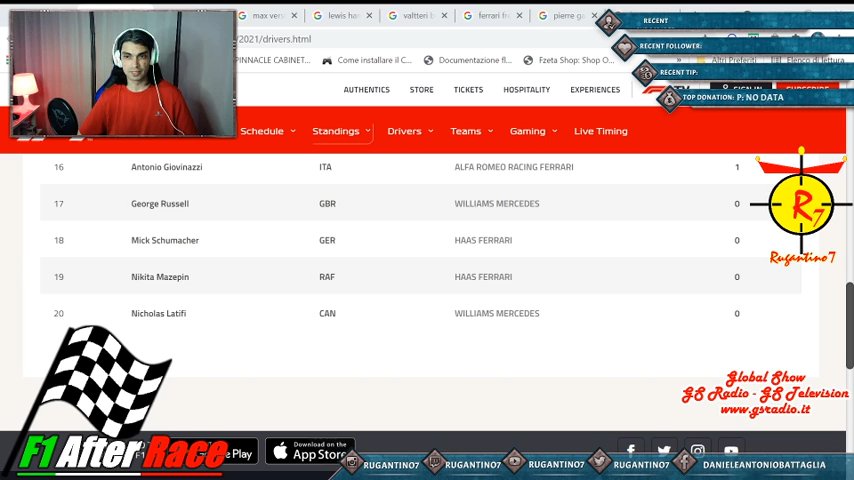 max vers
lewis han
valtteri b
ferrari fr
pierre ga
RECENT
/2021/drivers.html
RECENT FOLLOWER:
PINNACLE CABINET...
Come installare il C...
Documentazione fl...
Fzeta Shop: Shop O...
Altri Preferiti
Elenco di lettura
RECENT TIP:
AUTHENTICS STORE TICKETS HOSPITALITY EXPERIENCES
SIGN IN SUBSCRIBE
TOP DONATION: P: NO DATA
Schedule Standings Drivers Teams Gaming Live Timing
16 Antonio Giovinazzi ITA ALFA ROMEO RACING FERRARI 1
17 George Russell GBR WILLIAMS MERCEDES 0
18 Mick Schumacher GER HAAS FERRARI 0
19 Nikita Mazepin RAF HAAS FERRARI 0
20 Nicholas Latifi CAN WILLIAMS MERCEDES 0
R7
Rugantino7
Global Show
GS Radio - GS Television
www.gsradio.it
F1 After Race
Play
Download on the
App Store
RUGANTINO7 RUGANTINO7 RUGANTINO7 RUGANTINO7 DANIELEANTONIOBATTAGLIA